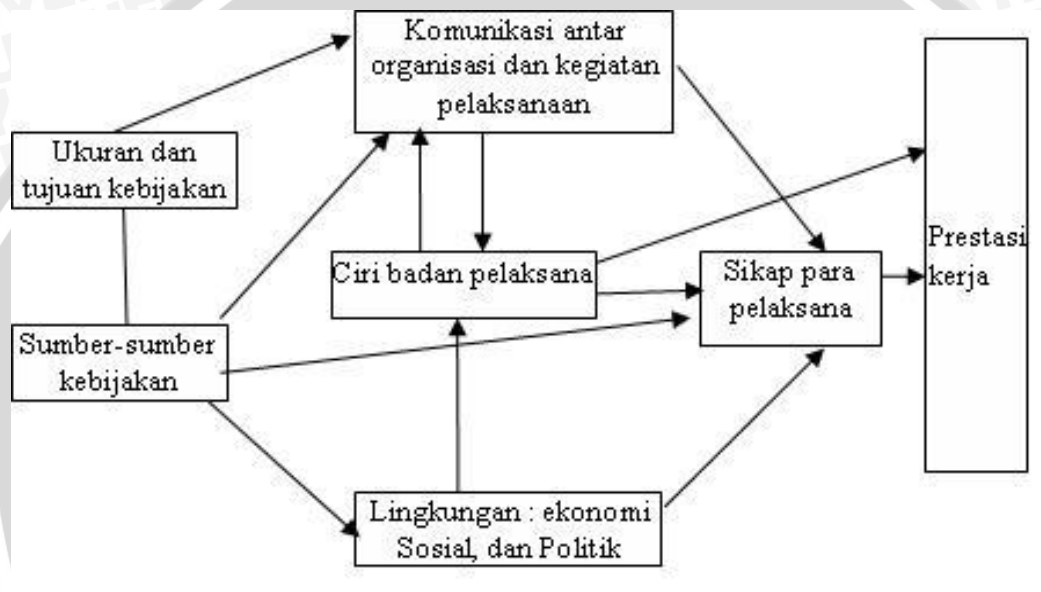 Komunikasi antar
organisasi dan kegiatan
pelaksanaan
Ukuran dan
tujuan kebijakan
Ciri badan pelaksana
Sikap para
pelaksana
Prestasi
kerja
Sumber-sumber
kebijakan
Lingkungan : ekonomi
Sosial, dan Politik